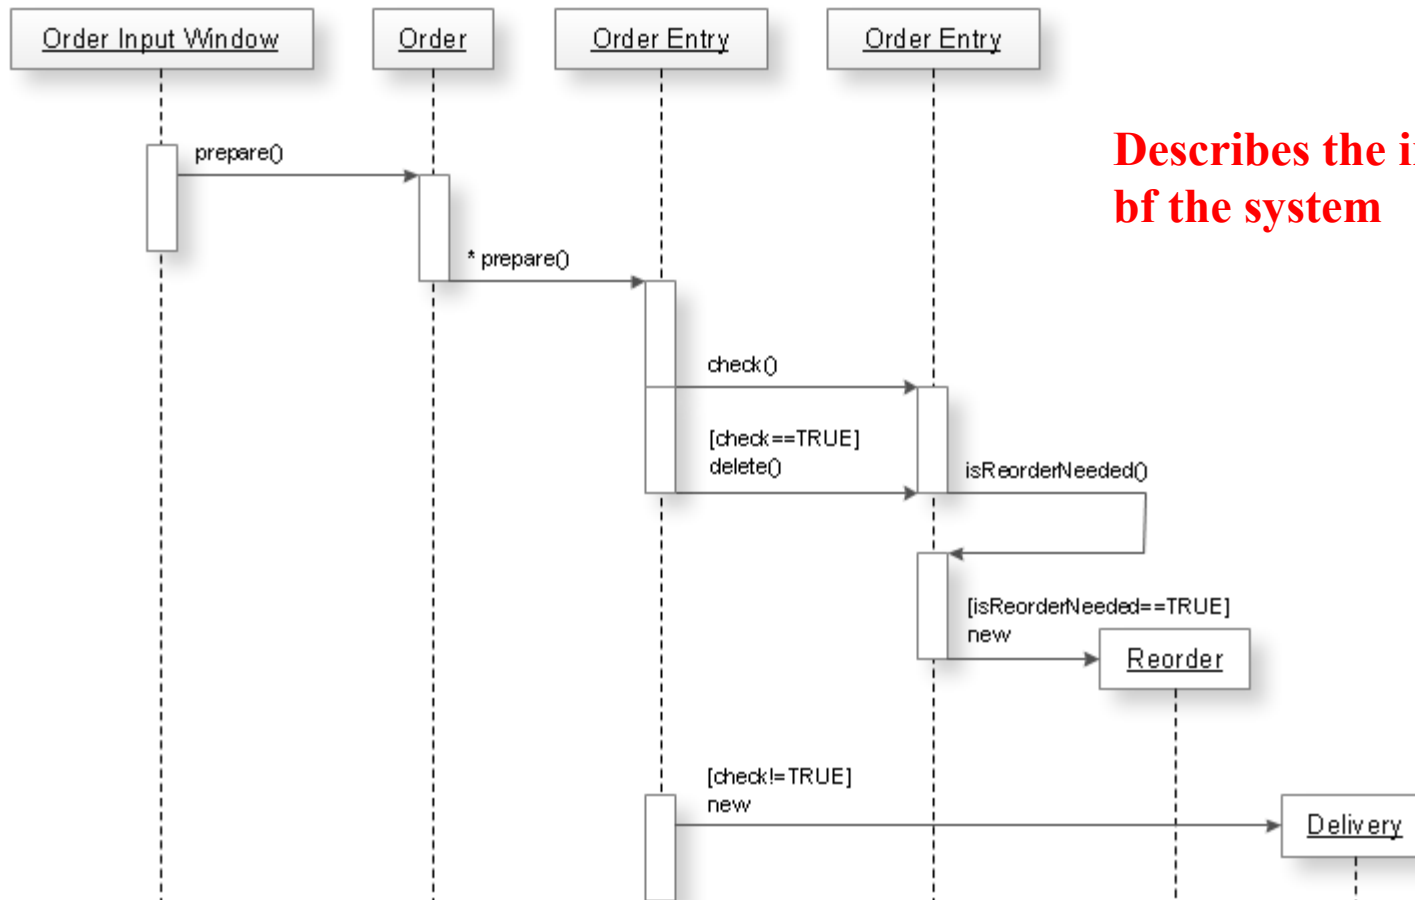 Order Input Window
Order
Order Entry
Order Entry
Describes the
bf the system
prepare()
* prepare()
check()
[check==TRUE]
delete()
isReorderNeeded()
[isReorderNeeded==TRUE]
new
Reorder
[check!=TRUE]
new
Delivery